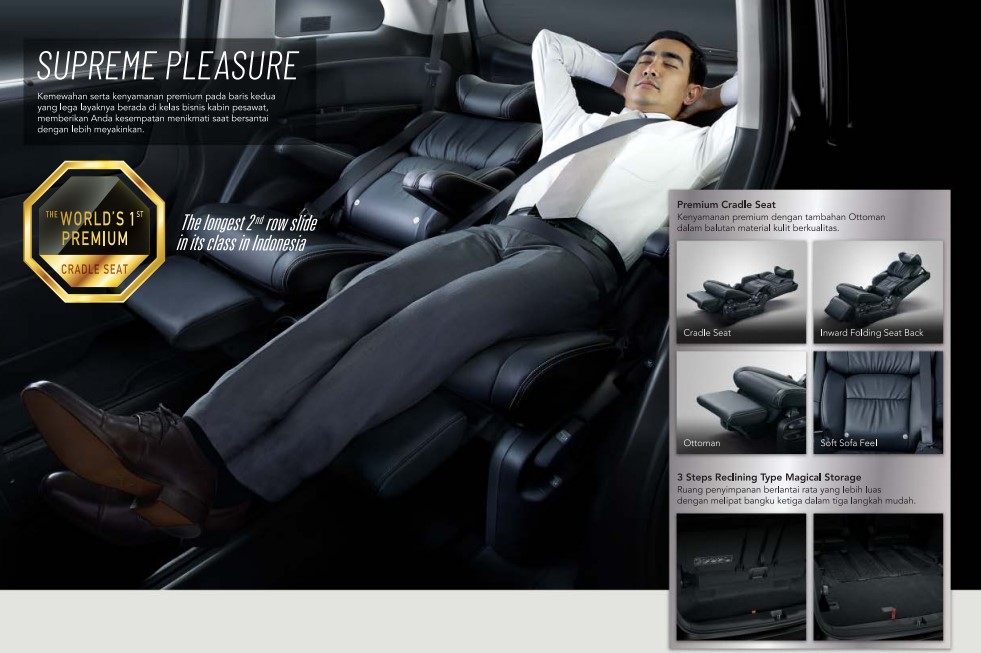 SUPREME PLEASURE
Kemewahan serta kenyamanan premium pada baris kedua
yang lega layaknya berada di kelas bisnis kabin pesawat,
memberikan Anda kesempatan menikmati saat bersantai
dengan lebih meyakinkan.
THE WORLD'S 1ST
PREMIUM
CRADLE SEAT
The longest 2nd row slide
in its class in Indonesia
Premium Cradle Seat
Kenyamanan premium dengan tambahan Ottoman
dalam balutan material kulit berkualitas.
Cradle Seat
Inward Folding Seat Back
Ottoman
Soft Sofa Feel
3 Steps Reclining Type Magical Storage
Ruang penyimpanan berlantai rata yang lebih luas
dengan melipat bangku ketiga dalam tiga langkah mudah.